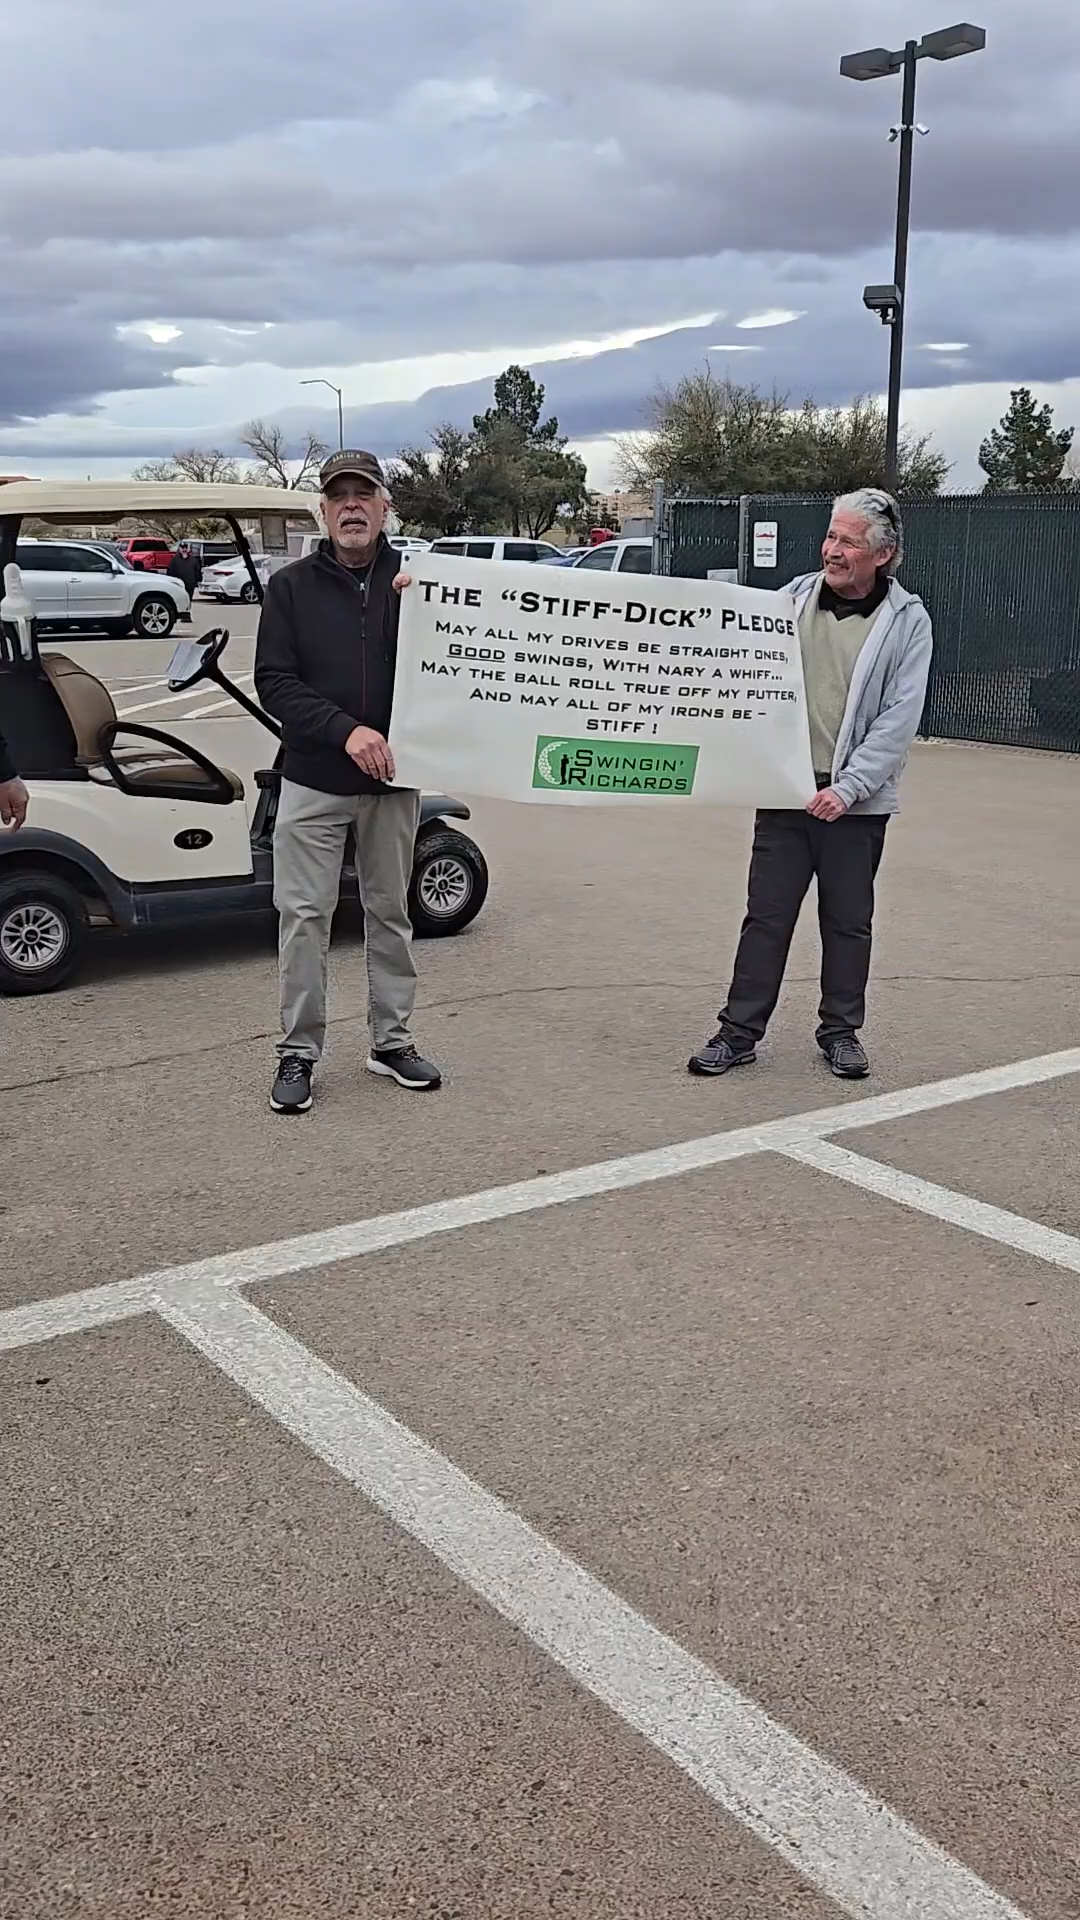 THE "STIFF-DICK" PLEDGE
MAY ALL MY DRIVES BE STRAIGHT ONES,
GOOD SWINGS, WITH NARY A WHIFF...
MAY THE BALL ROLL TRUE OFF MY PUTTER,
AND MAY ALL OF MY IRONS BE –
STIFF !
SWINGIN'
RICHARDS
12